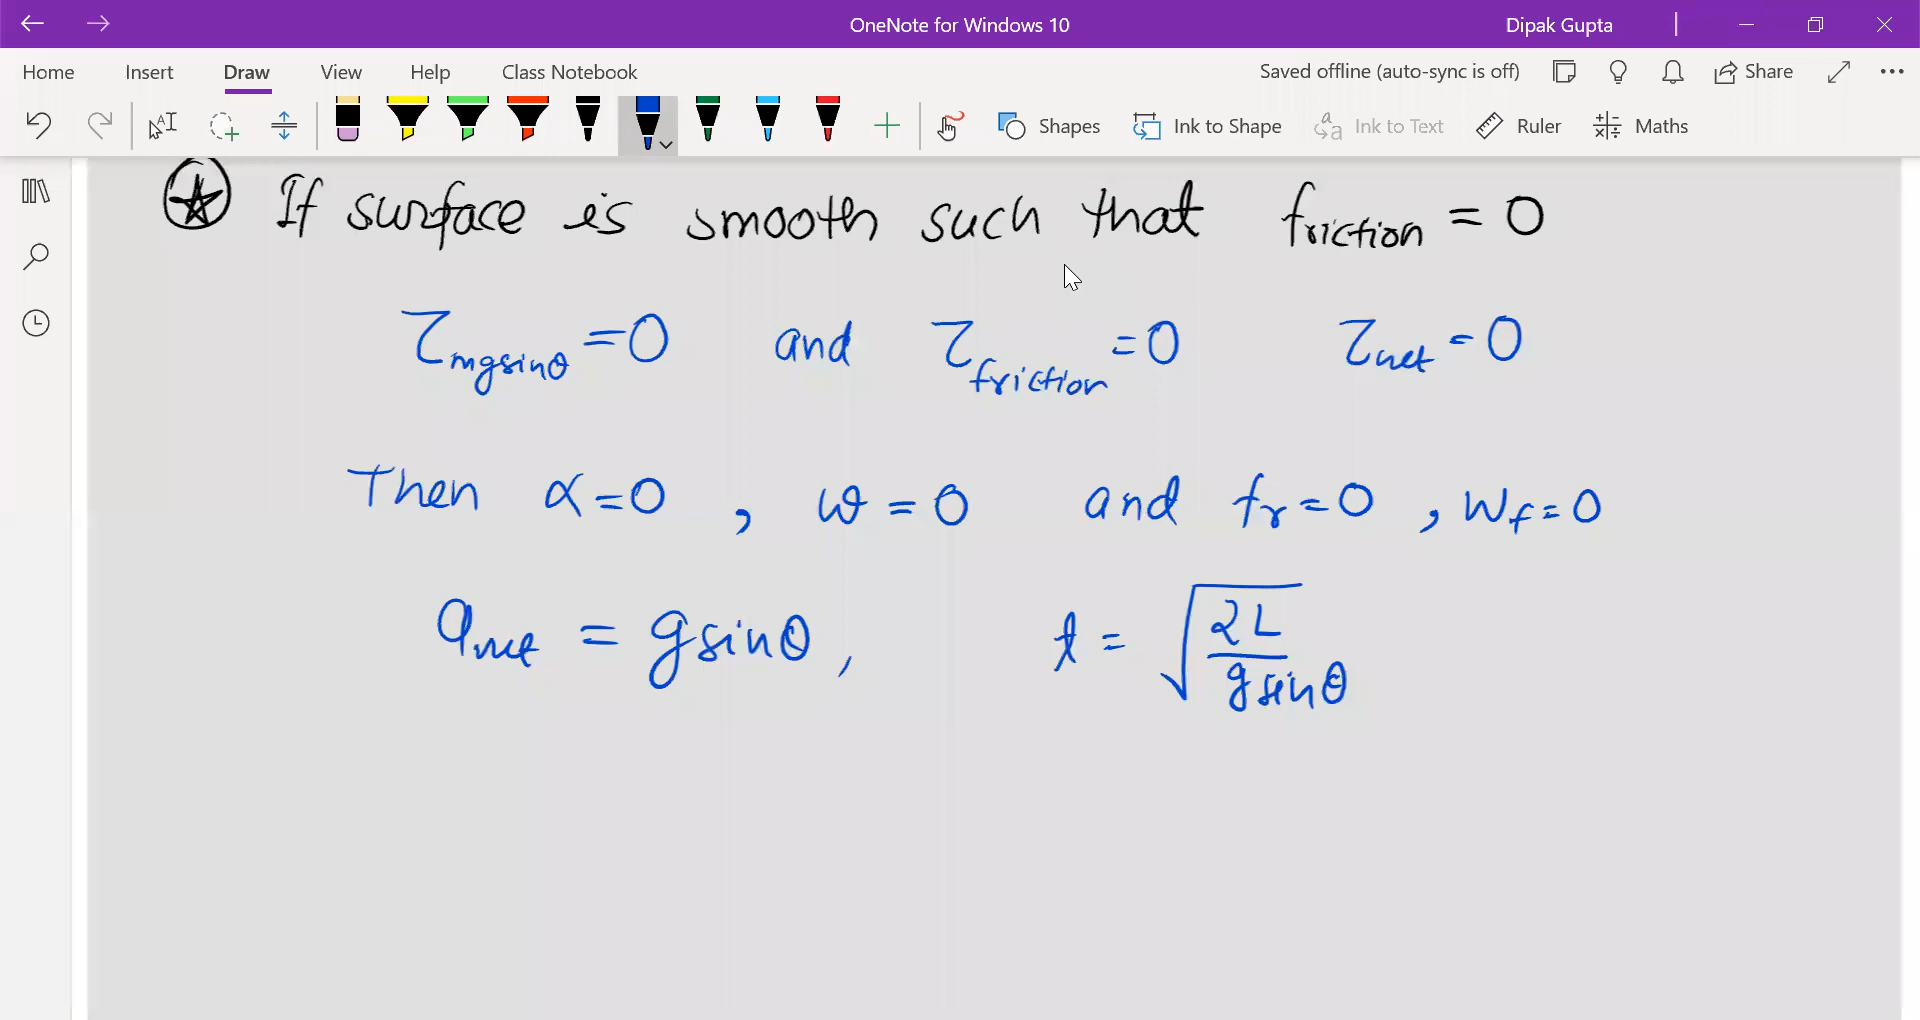 OneNote for Windows 10
Dipak Gupta
Home Insert Draw View Help Class Notebook
Saved offline (auto-sync is off) Share
Shapes Ink to Shape Ink to Text Ruler Maths
If surface is smooth such that friction = 0
τmgsinθ = 0 and τfriction = 0 τnet = 0
Then α = 0 , ω = 0 and fr = 0 , Wf = 0
anet = gsinθ , t = √(2L/gsinθ)